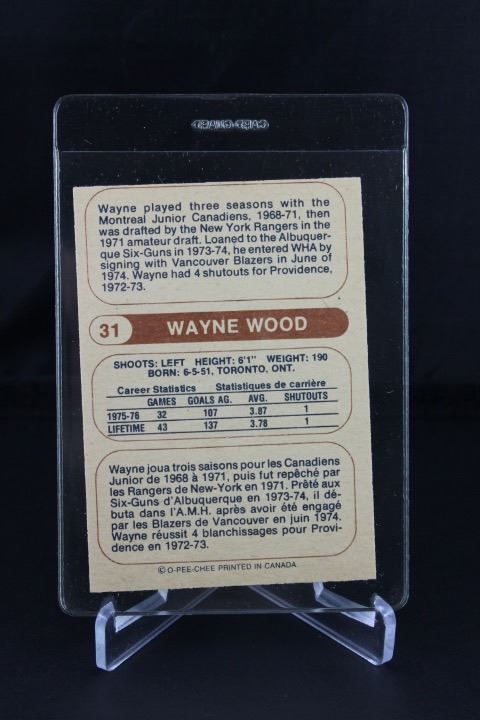 Wayne played three seasons with the
Montreal Junior Canadiens, 1968-71, then
was drafted by the New York Rangers in the
1971 amateur draft. Loaned to the Albuquer-
que Six-Guns in 1973-74, he entered WHA by
signing with Vancouver Blazers in June of
1974. Wayne had 4 shutouts for Providence,
1972-73.
31 WAYNE WOOD
SHOOTS: LEFT HEIGHT: 6'1" WEIGHT: 190
BORN: 6-5-51, TORONTO, ONT.
Career Statistics Statistiques de carrière
GAMES GOALS AG. AVG. SHUTOUTS
1975-76 32 107 3.87 1
LIFETIME 43 137 3.78 1
Wayne joua trois saisons pour les Canadiens
Junior de 1968 à 1971, puis fut repêché par
les Rangers de New-York en 1971. Prêté aux
Six-Guns d'Albuquerque en 1973-74, il dé-
buta dans l'A.M.H. après avoir été engagé
par les Blazers de Vancouver en juin 1974.
Wayne réussit 4 blanchissages pour Provi-
dence en 1972-73.
© O-PEE-CHEE PRINTED IN CANADA